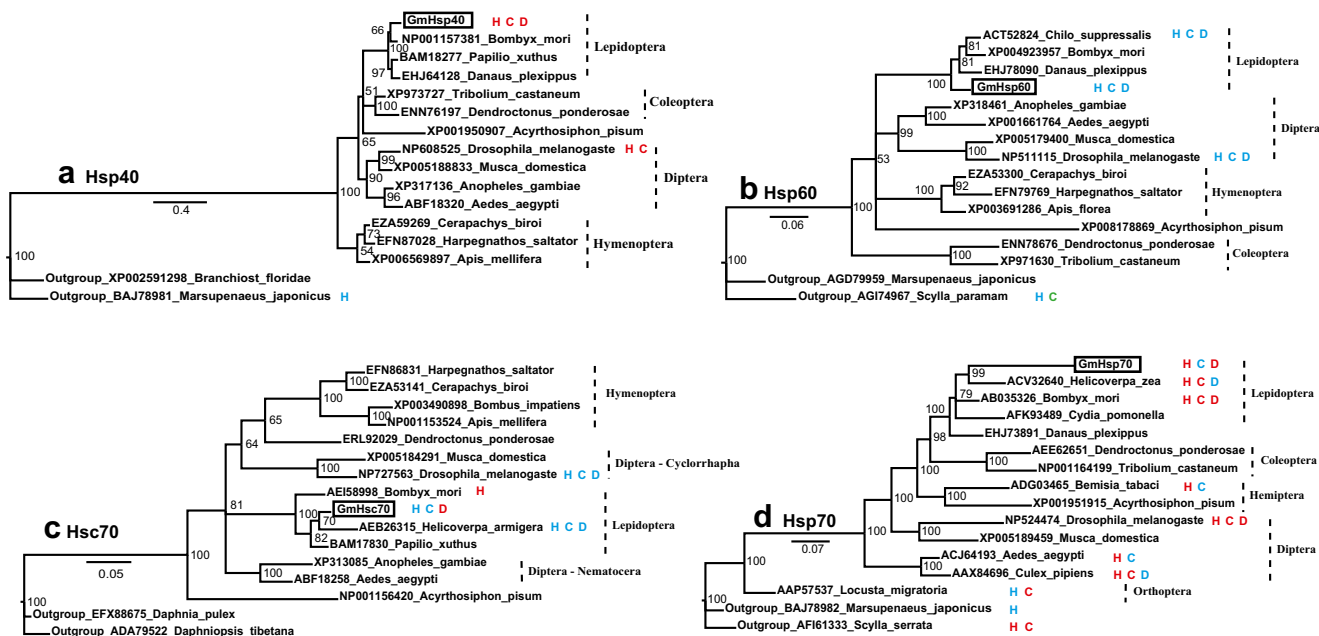 GmHsp40 H C D
66
NP001157381_Bombyx_mori
100
BAM18277_Papilio_xuthus
Lepidoptera
97
EHJ64128_Danaus_plexippus
51
XP973727_Tribolium_castaneum
100
ENN76197_Dendroctonus_ponderosae
Coleoptera
XP001950907_Acyrthosiphon_pisum
65
NP608525_Drosophila_melanogaste H C
99
XP005188833_Musca_domestica
90
XP317136_Anopheles_gambiae
Diptera
96
ABF18320_Aedes_aegypti
100
a Hsp40
0.4
EZA59269_Cerapachys_biroi
73
EFN87028_Harpegnathos_saltator
Hymenoptera
54
XP006569897_Apis_mellifera
100
Outgroup_XP002591298_Branchiost_floridae
Outgroup_BAJ78981_Marsupenaeus_japonicus H
ACT52824_Chilo_suppressalis H C D
81
XP004923957_Bombyx_mori
81
EHJ78090_Danaus_plexippus
Lepidoptera
100
GmHsp60 H C D
XP318461_Anopheles_gambiae
100
XP001661764_Aedes_aegypti
99
XP005179400_Musca_domestica
Diptera
100
NP511115_Drosophila_melanogaste H C D
53
EZA53300_Cerapachys_biroi
92
EFN79769_Harpegnathos_saltator
Hymenoptera
100
XP003691286_Apis_florea
100
b Hsp60
0.06
XP008178869_Acyrthosiphon_pisum
ENN78676_Dendroctonus_ponderosae
100
XP971630_Tribolium_castaneum
Coleoptera
100
Outgroup_AGD79959_Marsupenaeus_japonicus
Outgroup_AGI74967_Scylla_paramam H C
EFN86831_Harpegnathos_saltator
100
EZA53141_Cerapachys_biroi
100
XP003490898_Bombus_impatiens
Hymenoptera
100
NP001153524_Apis_mellifera
65
ERL92029_Dendroctonus_ponderosae
64
XP005184291_Musca_domestica
100
NP727563_Drosophila_melanogaste H C D
Diptera - Cyclorrhapha
81
AEI58998_Bombyx_mori H
100
GmHsc70 H C D
70
AEB26315_Helicoverpa_armigera H C D
Lepidoptera
82
BAM17830_Papilio_xuthus
100
c Hsc70
0.05
XP313085_Anopheles_gambiae
100
ABF18258_Aedes_aegypti
Diptera - Nematocera
NP001156420_Acyrthosiphon_pisum
100
Outgroup_EFX88675_Daphnia_pulex
Outgroup_ADA79522_Daphniopsis_tibetana
GmHsp70 H C D
99
ACV32640_Helicoverpa_zea H C D
79
AB035326_Bombyx_mori H C D
Lepidoptera
100
AFK93489_Cydia_pomonella
98
EHJ73891_Danaus_plexippus
AEE62651_Dendroctonus_ponderosae
100
NP001164199_Tribolium_castaneum
Coleoptera
100
ADG03465_Bemisia_tabaci H C
100
XP001951915_Acyrthosiphon_pisum
Hemiptera
100
NP524474_Drosophila_melanogaste H C D
100
XP005189459_Musca_domestica
Diptera
100
d Hsp70
0.07
ACJ64193_Aedes_aegypti H C
100
AAX84696_Culex_pipiens H C D
100
AAP57537_Locusta_migratoria H C
Orthoptera
100
Outgroup_BAJ78982_Marsupenaeus_japonicus H
Outgroup_AFI61333_Scylla_serrata H C